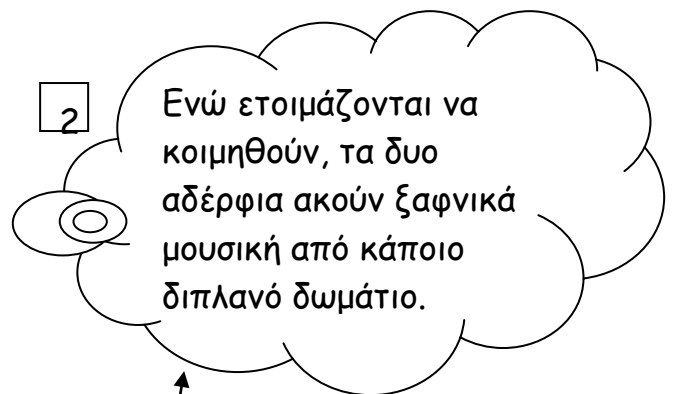 2
Ενώ ετοιμάζονται να
κοιμηθούν, τα δυο
αδέρφια ακούν ξαφνικά
μουσική από κάποιο
διπλανό δωμάτιο.